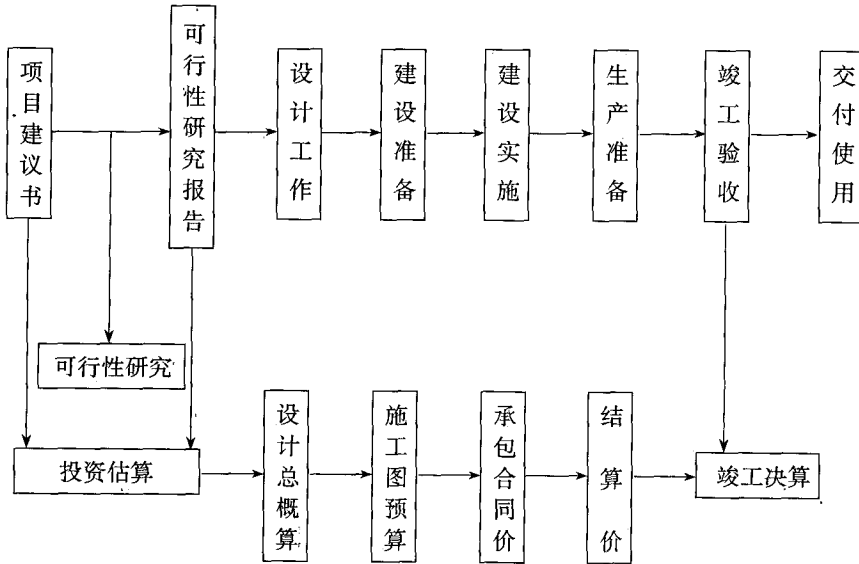 项目建议书
可行性研究报告
设计工作
建设准备
建设实施
生产准备
竣工验收
交付使用
可行性研究
投资估算
设计总概算
施工图预算
承包合同价
结算价
竣工决算